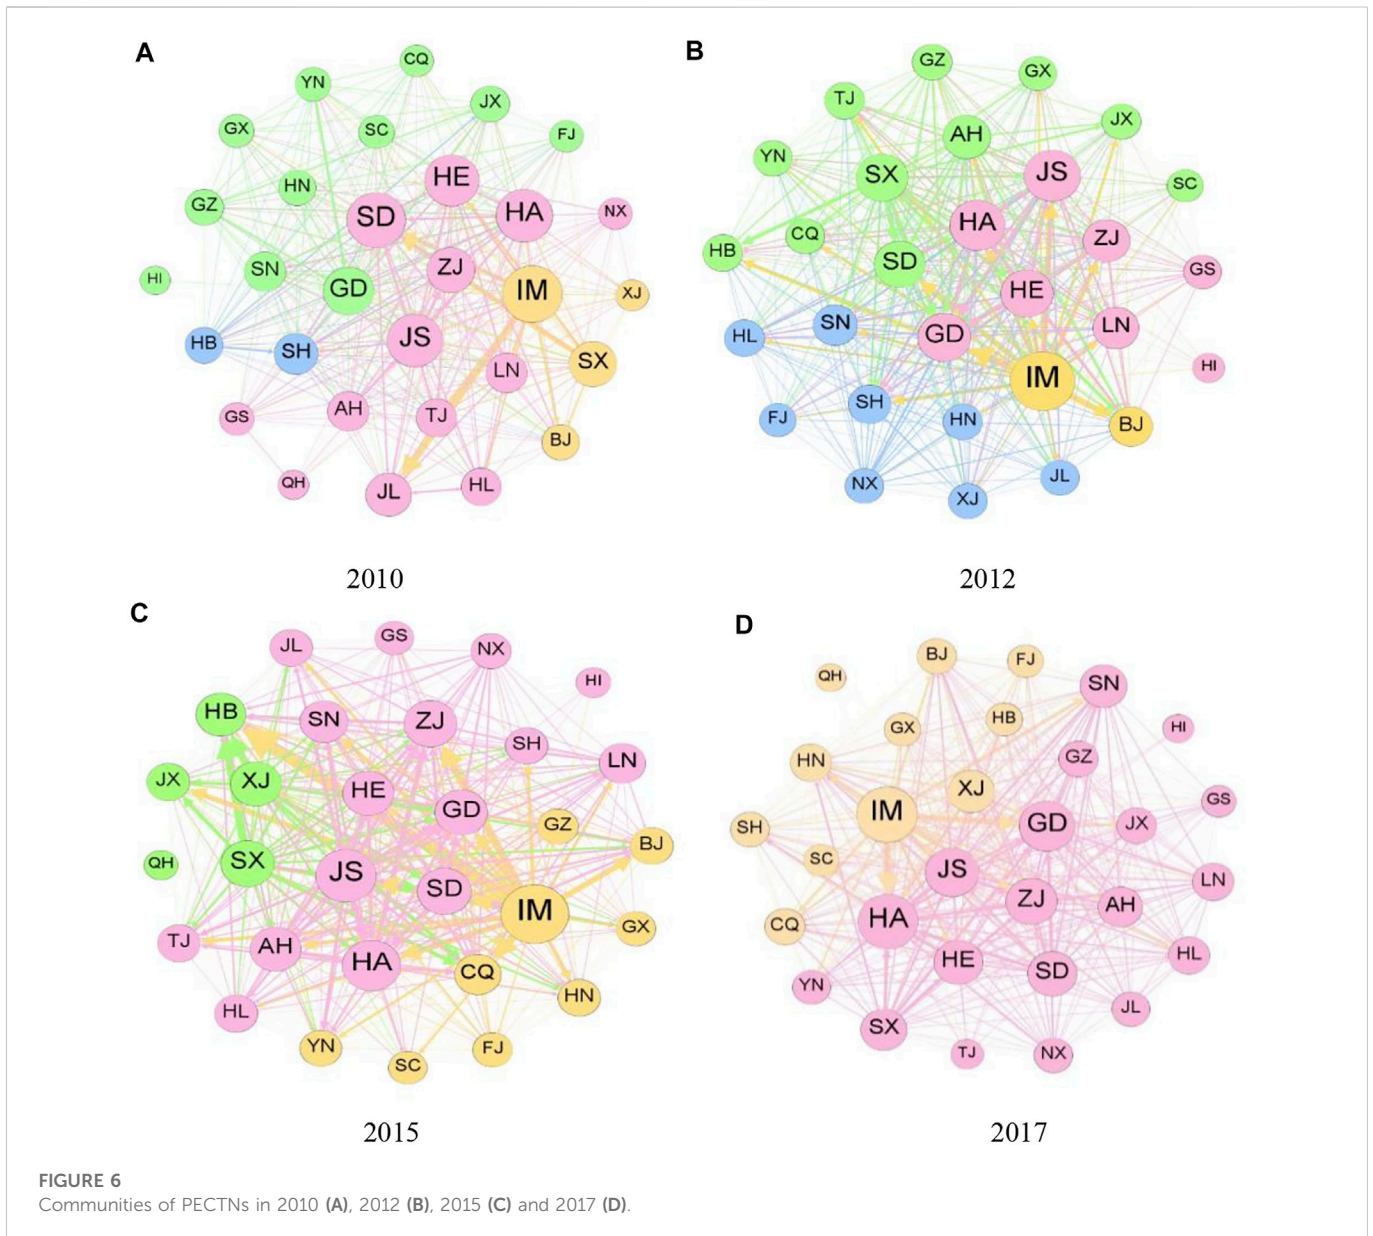 A
CQ
YN
JX
GX
SC
FJ
HE
HN
GZ
SD
HA
NX
SN
ZJ
HI
GD
IM
XJ
HB
SH
JS
SX
LN
GS
AH
TJ
BJ
QH
JL
HL
2010
B
GZ
GX
TJ
AH
JX
YN
SX
JS
SC
HB
CQ
HA
ZJ
SD
GS
HL
SN
GD
HE
LN
IM
HI
FJ
SH
HN
BJ
NX
XJ
JL
2012
C
JL
GS
NX
HI
HB
SN
ZJ
SH
LN
JX
XJ
HE
GD
GZ
BJ
QH
SX
JS
SD
IM
GX
TJ
AH
HA
CQ
HN
HL
YN
SC
FJ
2015
D
QH
BJ
FJ
SN
HI
GX
HB
HN
GZ
XJ
GS
SH
IM
GD
JX
SC
JS
LN
CQ
HA
ZJ
AH
YN
HE
SD
HL
SX
JL
TJ
NX
2017
FIGURE 6
Communities of PECTNs in 2010 (A), 2012 (B), 2015 (C) and 2017 (D).